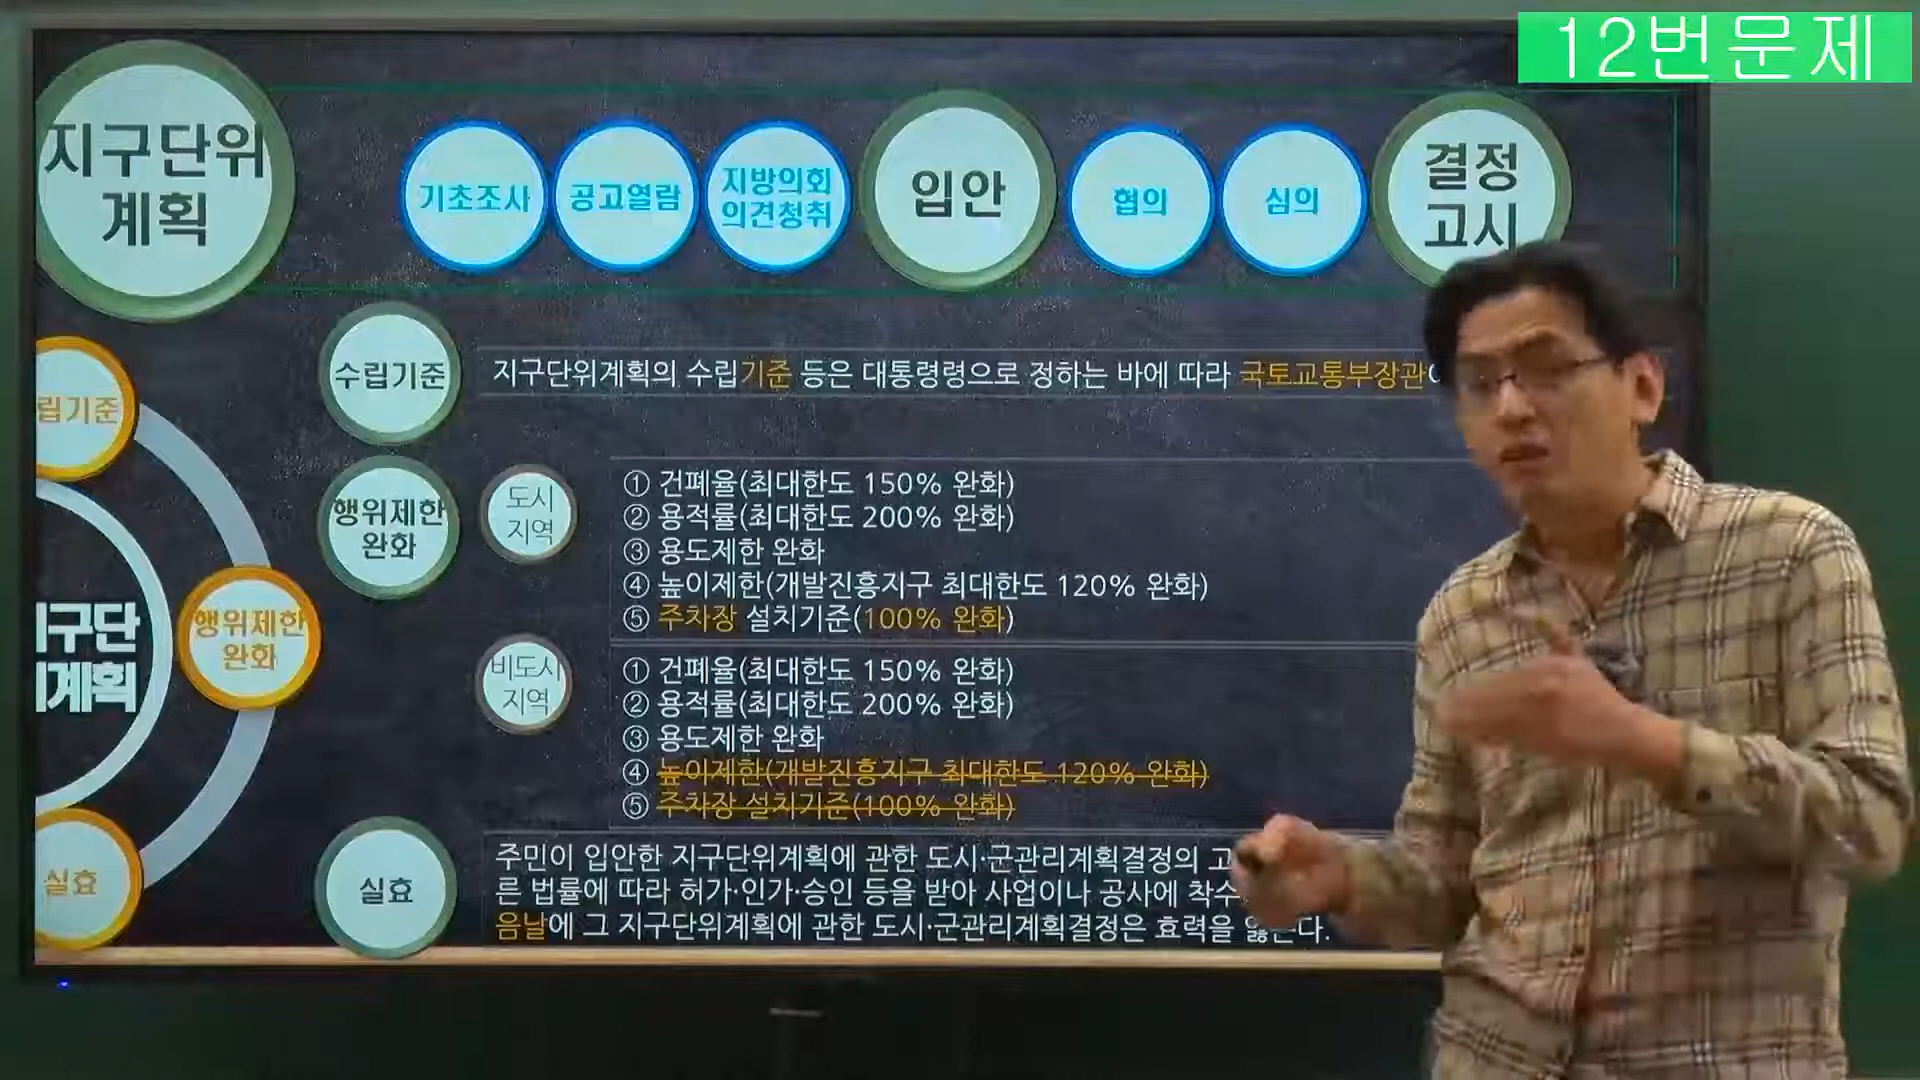 12번문제
지구단위
계획
기초조사
공고열람
지방의회
의견청취
입안
협의
심의
결정
고시
수립기준
지구단위계획의 수립기준 등은 대통령령으로 정하는 바에 따라 국토교통부장관
립기준
행위제한
완화
도시
지역
① 건폐율(최대한도 150% 완화)
② 용적률(최대한도 200% 완화)
③ 용도제한 완화
④ 높이제한(개발진흥지구 최대한도 120% 완화)
⑤ 주차장 설치기준(100% 완화)
행위제한
완화
구단
계획
비도시
지역
① 건폐율(최대한도 150% 완화)
② 용적률(최대한도 200% 완화)
③ 용도제한 완화
④ 높이제한(개발진흥지구 최대한도 120% 완화)
⑤ 주차장 설치기준(100% 완화)
실효
실효
주민이 입안한 지구단위계획에 관한 도시·군관리계획결정의 고
른 법률에 따라 허가·인가·승인 등을 받아 사업이나 공사에 착수
음날에 그 지구단위계획에 관한 도시·군관리계획결정은 효력을 잃는다.